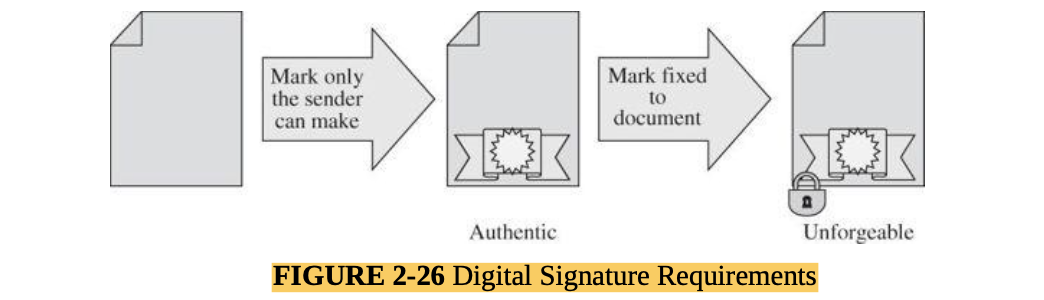 Mark only
the sender
can make
Mark fixed
to
document
Authentic
Unforgeable
FIGURE 2-26 Digital Signature Requirements